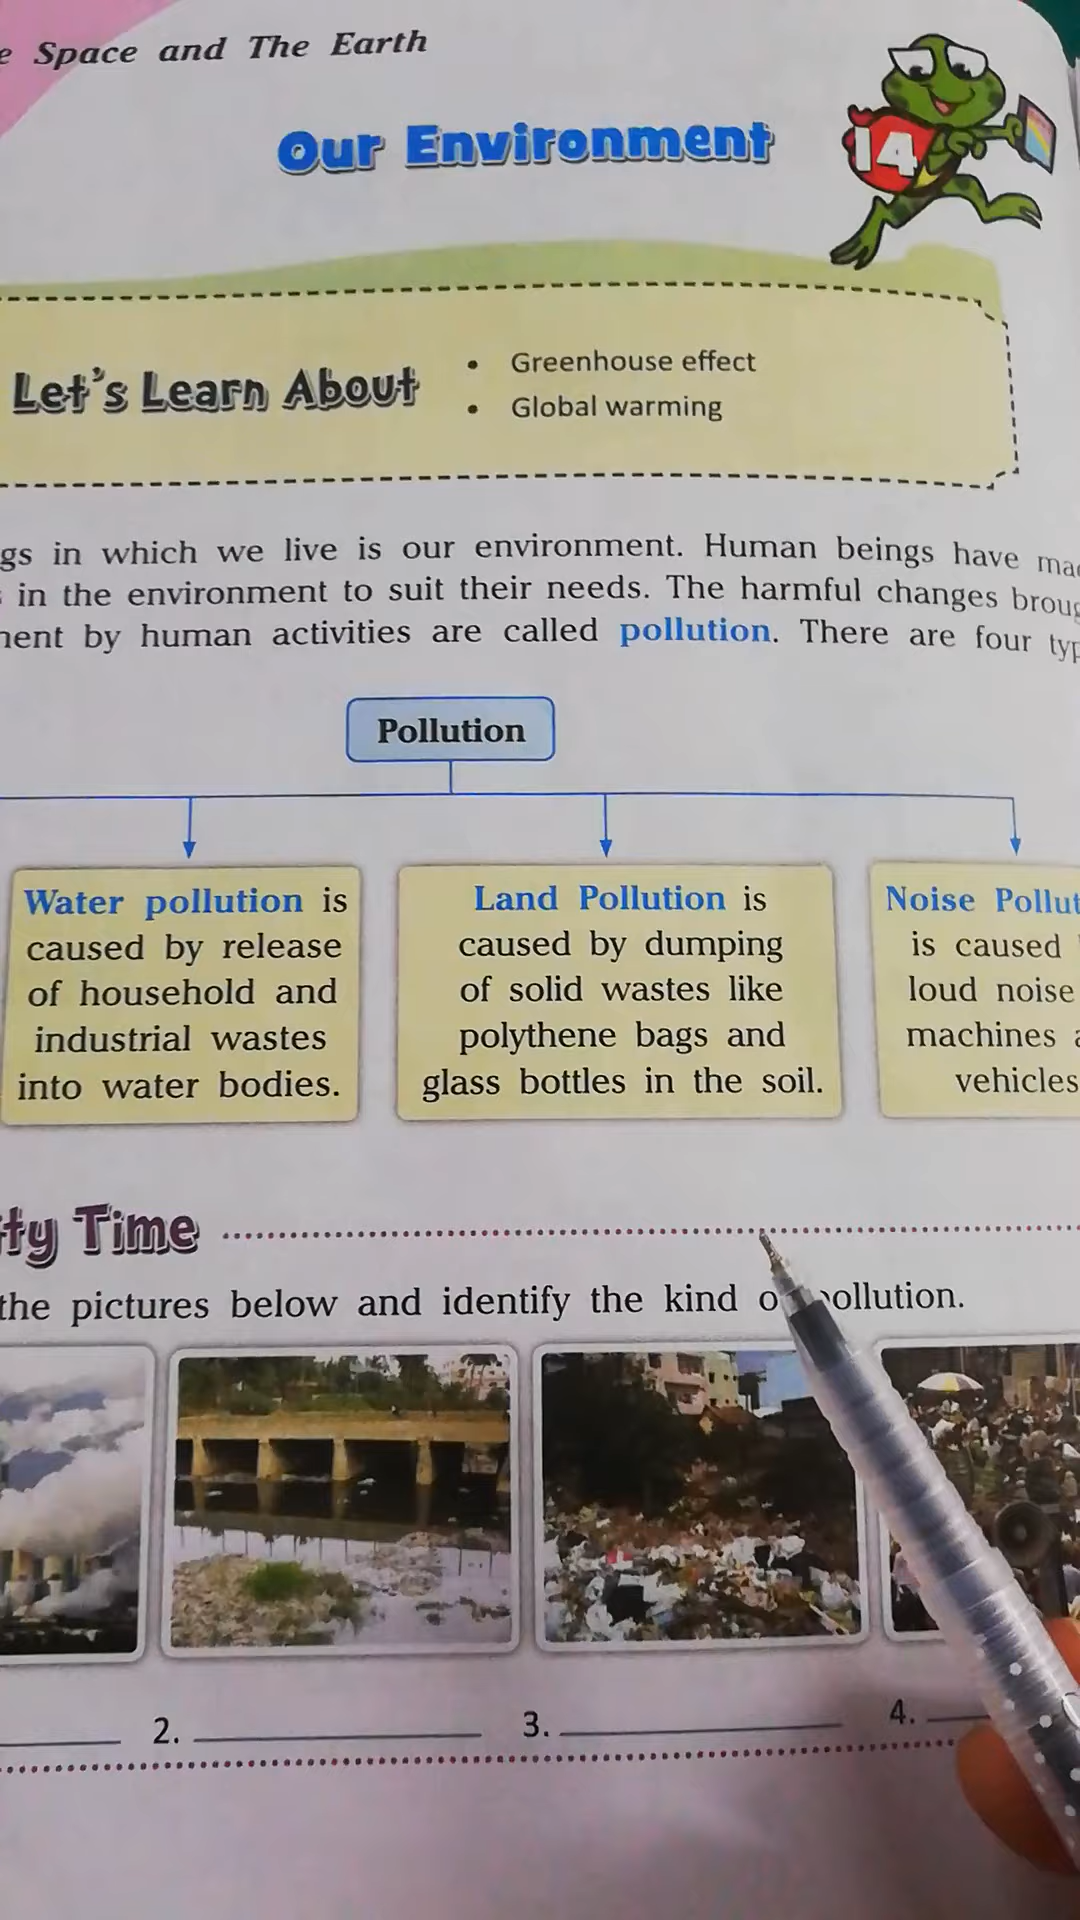 Space and The Earth
Our Environment
14
Let's Learn About
• Greenhouse effect
• Global warming
in which we live is our environment. Human beings have
in the environment to suit their needs. The harmful changes
by human activities are called pollution. There are four
Pollution
Water pollution is
caused by release
of household and
industrial wastes
into water bodies.
Land Pollution is
caused by dumping
of solid wastes like
polythene bags and
glass bottles in the soil.
Noise
is caused
loud noise
machines
vehicles
Time
the pictures below and identify the kind
2.
3.
4.